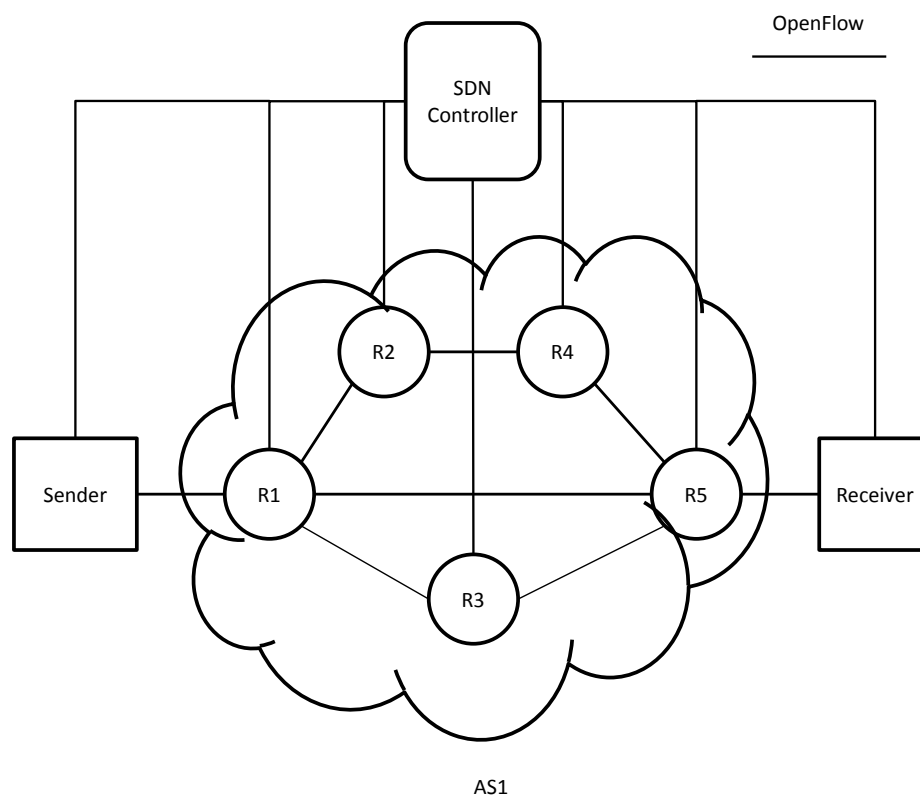 OpenFlow
SDN
Controller
R2
R4
Sender
R1
R5
Receiver
R3
AS1